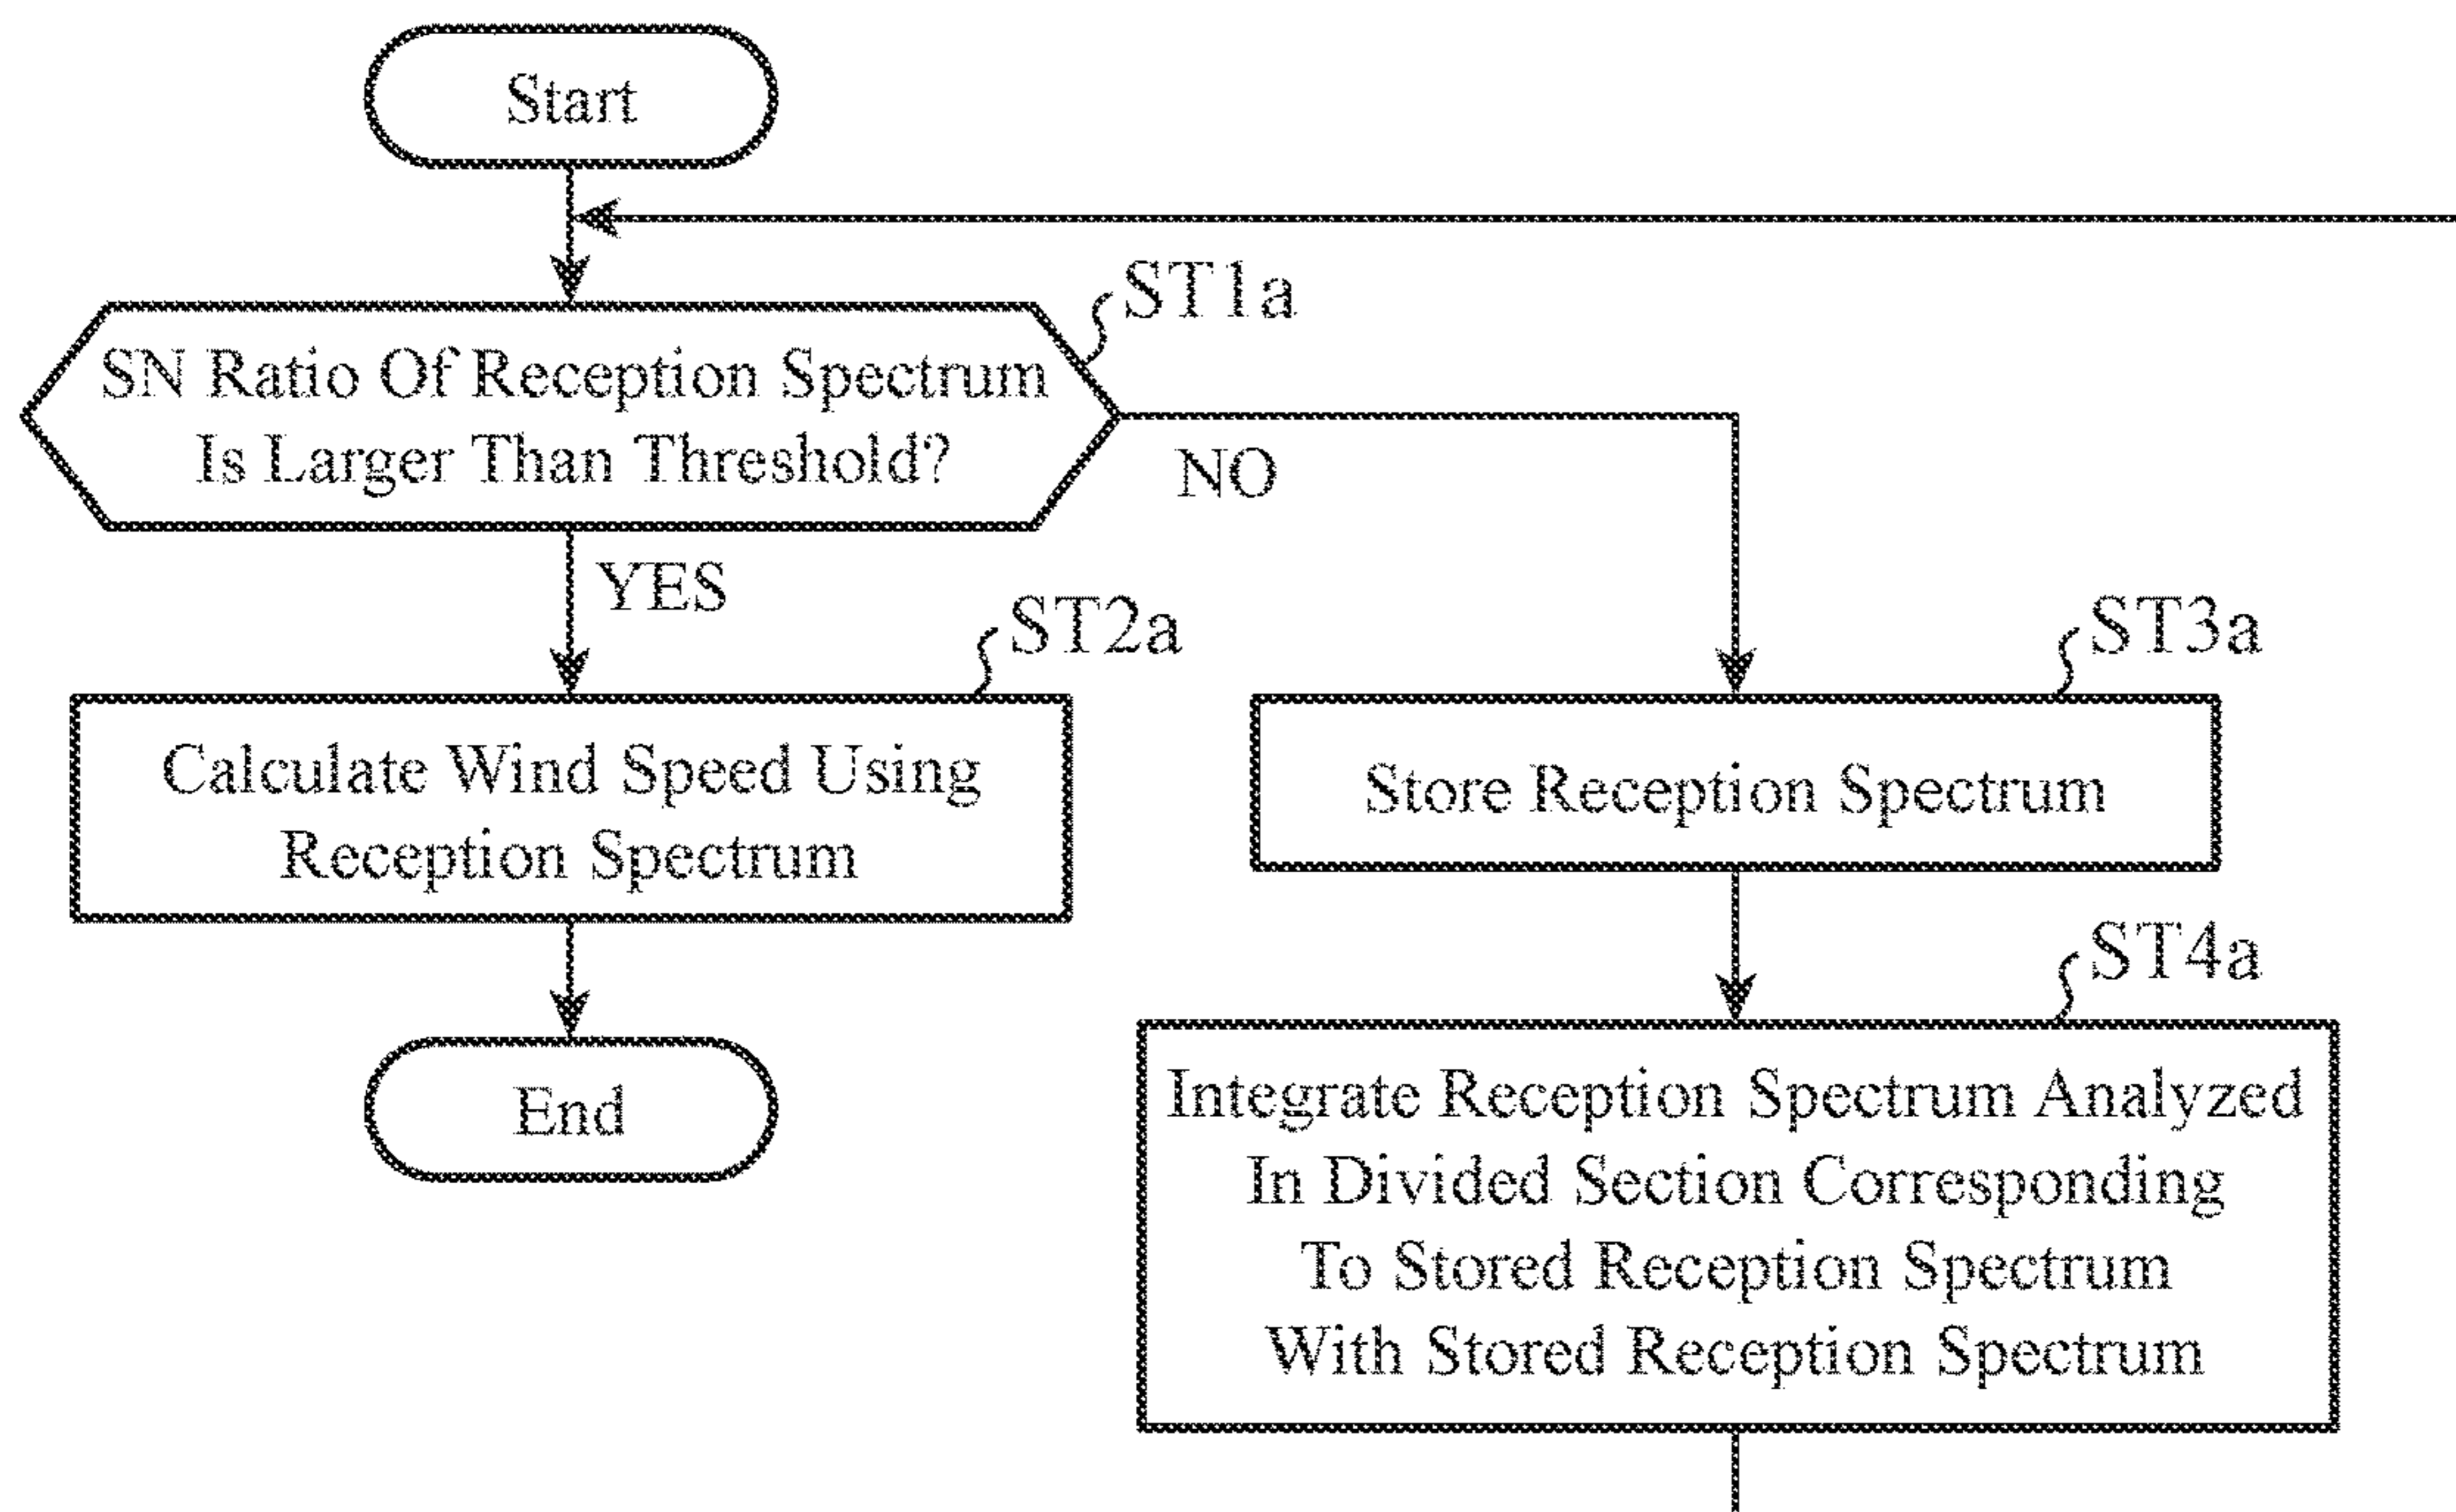 Start
ST1a
SN Ratio Of Reception Spectrum
Is Larger Than Threshold?
NO
YES
ST2a
Calculate Wind Speed Using
Reception Spectrum
End
ST3a
Store Reception Spectrum
ST4a
Integrate Reception Spectrum Analyzed
In Divided Section Corresponding
To Stored Reception Spectrum
With Stored Reception Spectrum